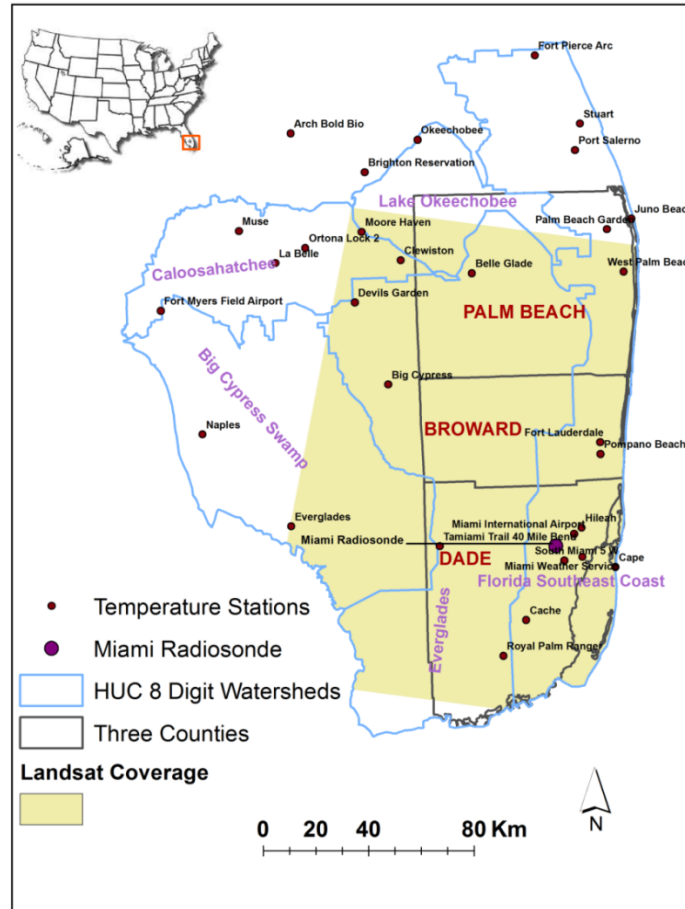 Fort Pierce Arc
Stuart
Arch Bold Bio
Okeechobee
Port Salerno
Brighton Reservation
Lake Okeechobee
Juno Beac
Muse
Moore Haven
Palm Beach Garde
Ortona Lock 2
La Belle
Clewiston
Caloosahatchee
Belle Glade
West Palm Beac
Devils Garden
Fort Myers Field Airport
PALM BEACH
Big Cypress
Big Cypress Swamp
BROWARD
Naples
Fort Lauderdale
Pompano Beach
Everglades
Hileah
Miami International Airport
Miami Radiosonde
Tamiami Trail 40 Mile Bend
DADE
South Miami 5 W
Miami Weather Service
Cape
Florida Southeast Coast
Everglades
Cache
Royal Palm Ranger
Temperature Stations
Miami Radiosonde
HUC 8 Digit Watersheds
Three Counties
Landsat Coverage
0 20 40 80 Km
N